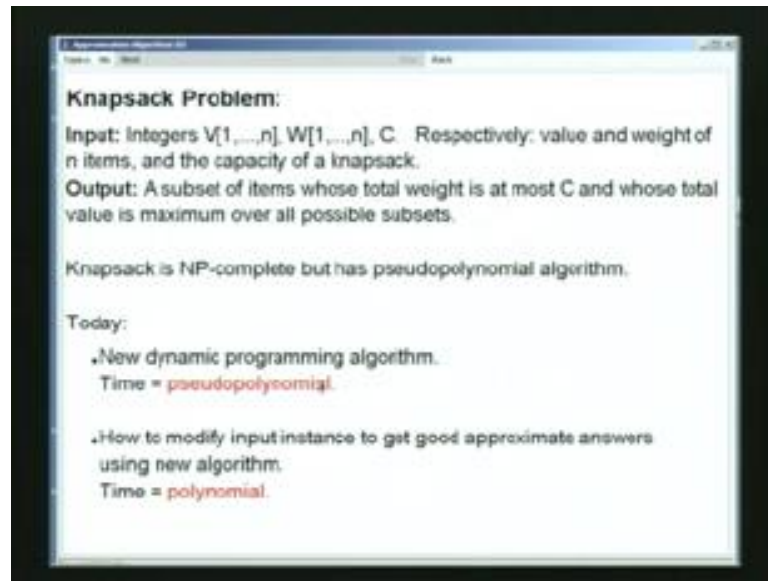 Knapsack Problem:
Input: Integers V[1,...,n], W[1,...,n], C. Respectively: value and weight of
n items, and the capacity of a knapsack.
Output: A subset of items whose total weight is at most C and whose total
value is maximum over all possible subsets.
Knapsack is NP-complete but has pseudopolynomial algorithm.
Today:
•New dynamic programming algorithm.
Time = pseudopolynomial.
•How to modify input instance to get good approximate answers
using new algorithm.
Time = polynomial.